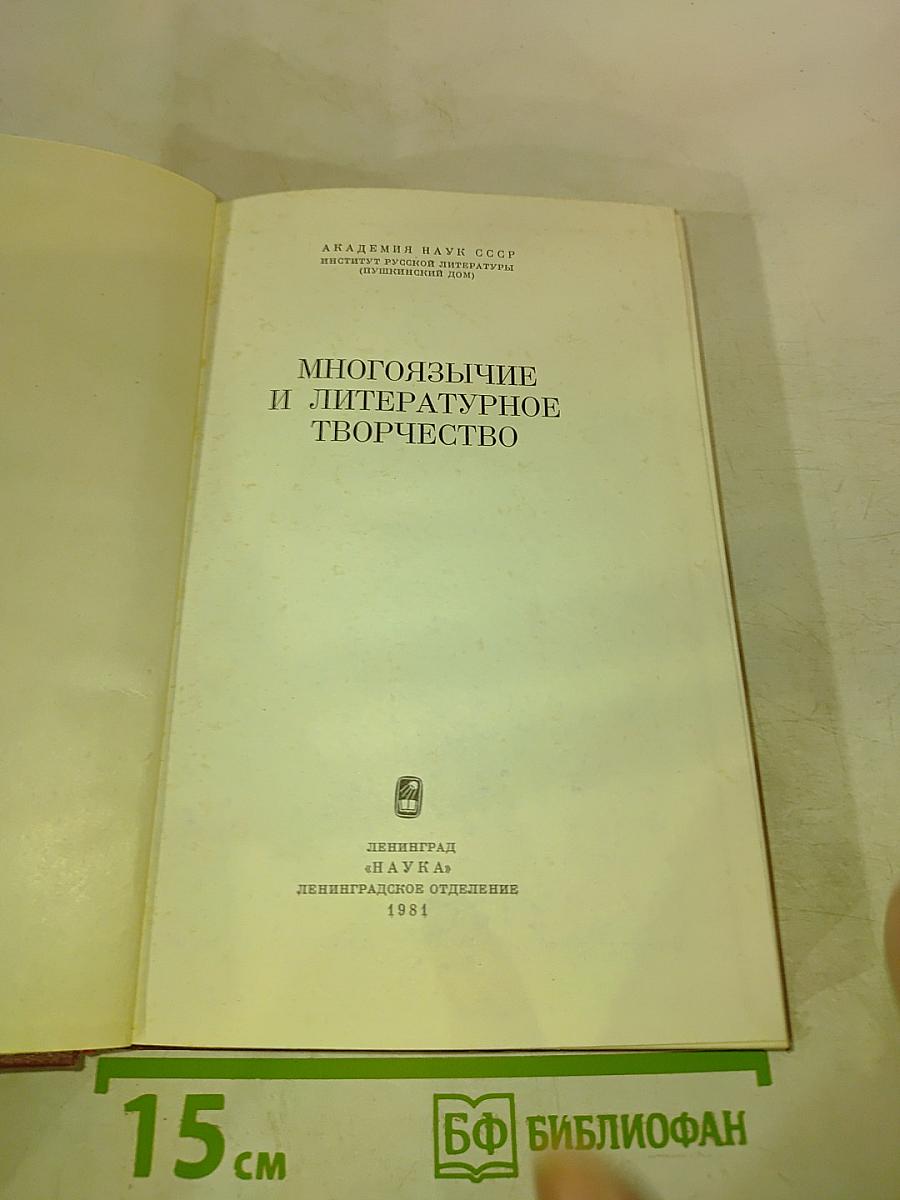 АКАДЕМИЯ НАУК СССР
ИНСТИТУТ РУССКОЙ ЛИТЕРАТУРЫ
(ПУШКИНСКИЙ ДОМ)
МНОГОЯЗЫЧИЕ
И ЛИТЕРАТУРНОЕ
ТВОРЧЕСТВО
ЛЕНИНГРАД
«НАУКА»
ЛЕНИНГРАДСКОЕ ОТДЕЛЕНИЕ
1981
15 см
БФ БИБЛИОФАН